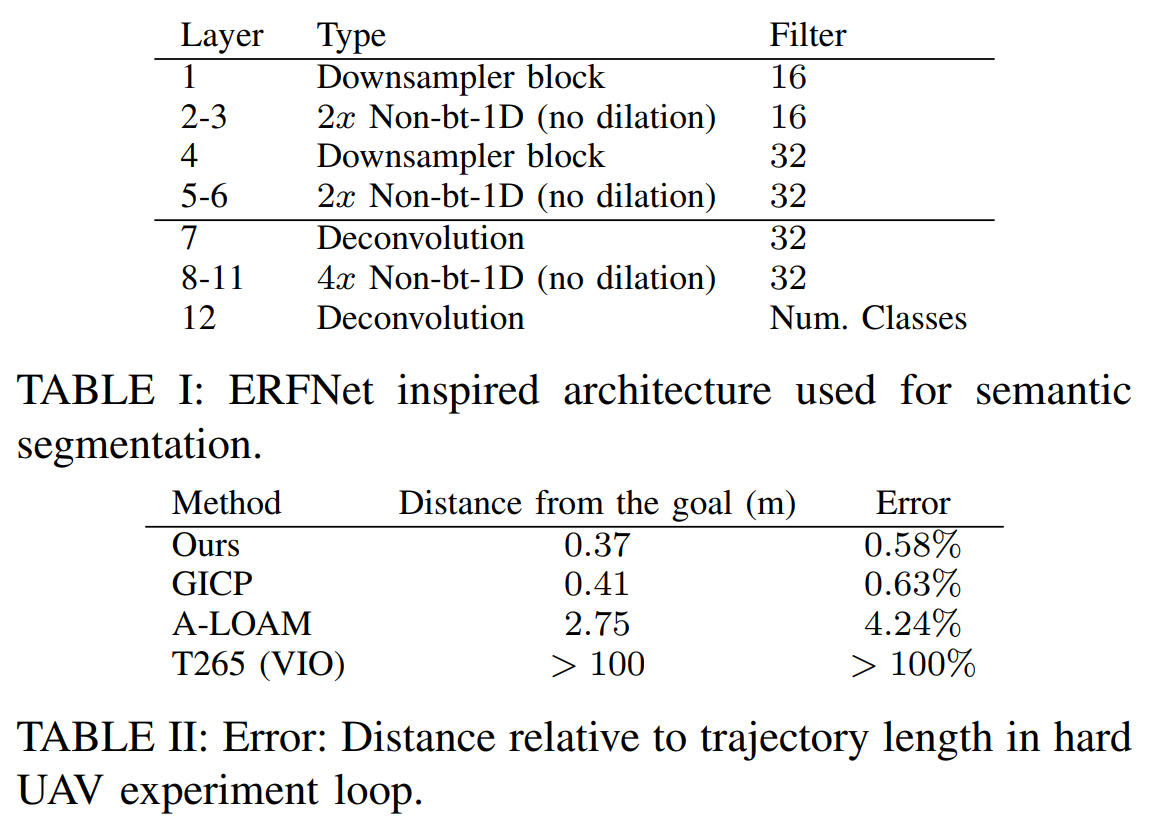 Layer Type Filter
1 Downsampler block 16
2-3 2x Non-bt-1D (no dilation) 16
4 Downsampler block 32
5-6 2x Non-bt-1D (no dilation) 32
7 Deconvolution 32
8-11 4x Non-bt-1D (no dilation) 32
12 Deconvolution Num. Classes
TABLE I: ERFNet inspired architecture used for semantic
segmentation.
Method Distance from the goal (m) Error
Ours 0.37 0.58%
GICP 0.41 0.63%
A-LOAM 2.75 4.24%
T265 (VIO) > 100 > 100%
TABLE II: Error: Distance relative to trajectory length in hard
UAV experiment loop.